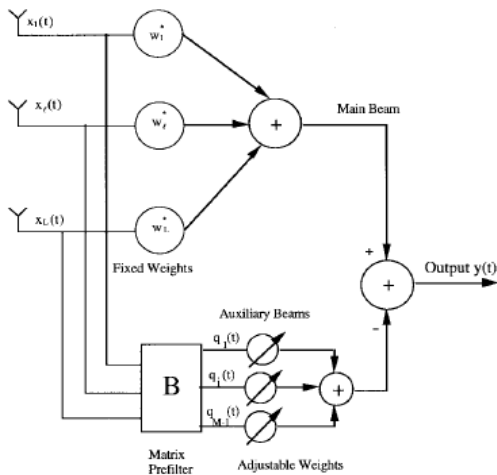 x₁(t)
w₁*
xℓ(t)
wℓ*
+
Main Beam
x_L(t)
w_L*
Fixed Weights
+
+
Output y(t)
-
Auxiliary Beams
q₁(t)
B
qᵢ(t)
+
q_M-1(t)
Matrix
Prefilter
Adjustable Weights